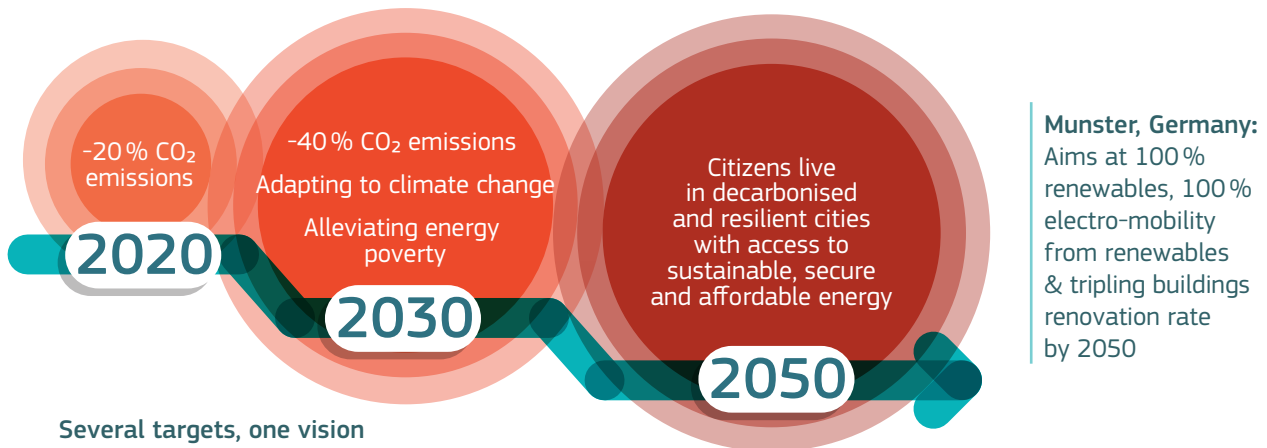 -20 % CO₂
emissions
2020
-40 % CO₂ emissions
Adapting to climate change
Alleviating energy
poverty
2030
Citizens live
in decarbonised
and resilient cities
with access to
sustainable, secure
and affordable energy
2050
Several targets, one vision
Munster, Germany:
Aims at 100 %
renewables, 100 %
electro-mobility
from renewables
& tripling buildings
renovation rate
by 2050